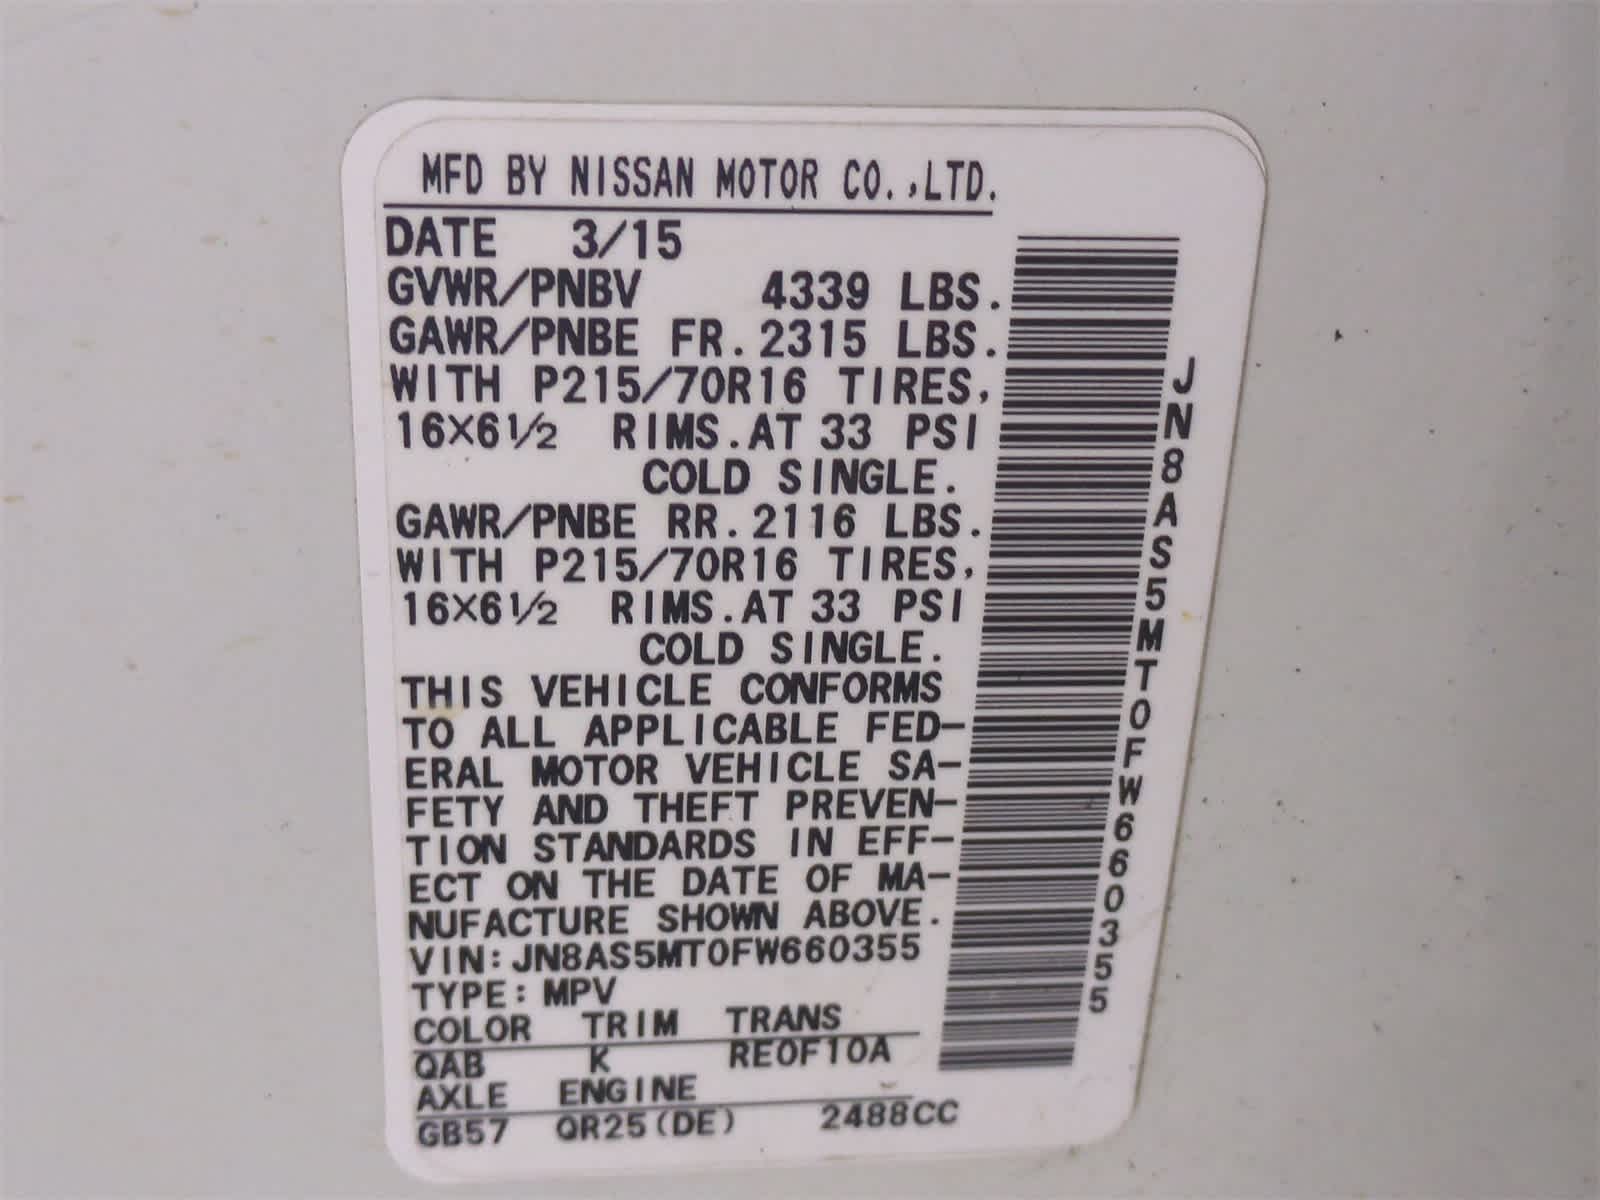 MFD BY NISSAN MOTOR CO.,LTD.
DATE 3/15
GVWR/PNBV 4339 LBS.
GAWR/PNBE FR.2315 LBS.
WITH P215/70R16 TIRES,
16X6½ RIMS.AT 33 PSI
COLD SINGLE.
GAWR/PNBE RR.2116 LBS.
WITH P215/70R16 TIRES,
16X6½ RIMS.AT 33 PSI
COLD SINGLE.
THIS VEHICLE CONFORMS
TO ALL APPLICABLE FED-
ERAL MOTOR VEHICLE SA-
FETY AND THEFT PREVEN-
TION STANDARDS IN EFF-
ECT ON THE DATE OF MA-
NUFACTURE SHOWN ABOVE.
VIN:JN8AS5MT0FW660355
TYPE:MPV
COLOR TRIM TRANS
QAB K RE0F10A
AXLE ENGINE
GB57 QR25(DE) 2488CC
JN8AS5MT0FW660355